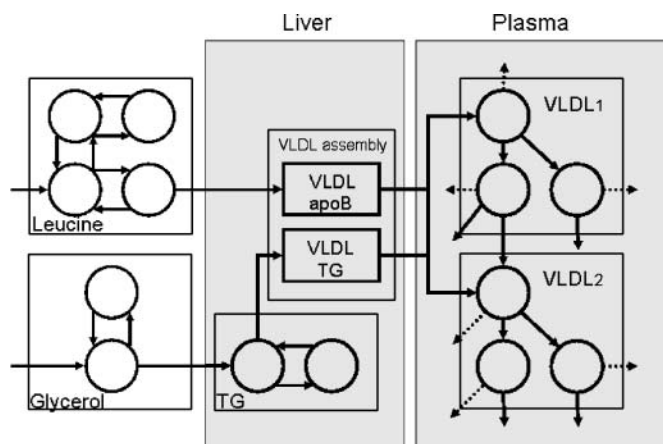 Liver
Plasma
VLDL1
VLDL assembly
VLDL
apoB
Leucine
VLDL
TG
VLDL2
Glycerol
TG